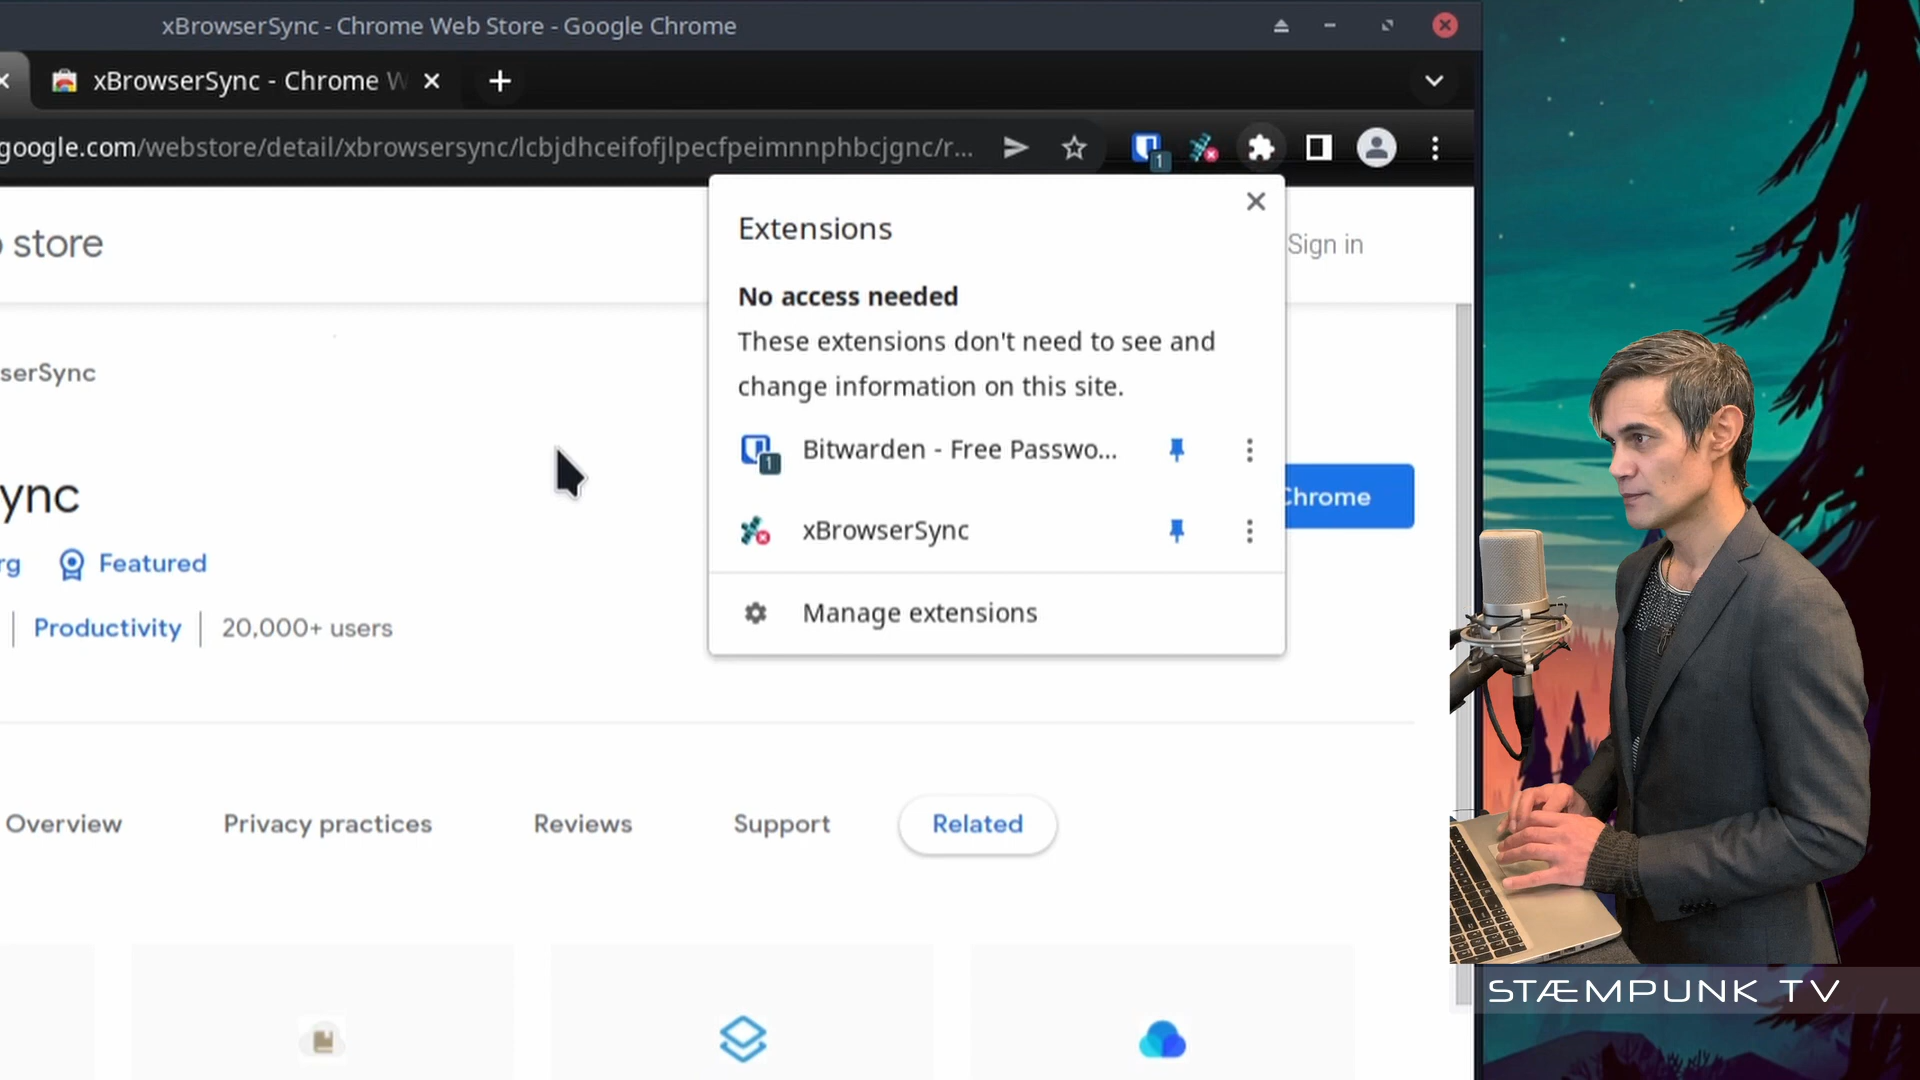 xBrowserSync - Chrome Web Store - Google Chrome
xBrowserSync - Chrome W
google.com/webstore/detail/xbrowsersync/lcbjdhceifofjlpecfpeimnnphbcjgnc/r...
1
store
Sign in
Extensions
No access needed
These extensions don't need to see and
change information on this site.
1
Bitwarden - Free Passwo...
xBrowserSync
Manage extensions
serSync
ync
Chrome
rg
Featured
Productivity
20,000+ users
Overview
Privacy practices
Reviews
Support
Related
STÆMPUNK TV